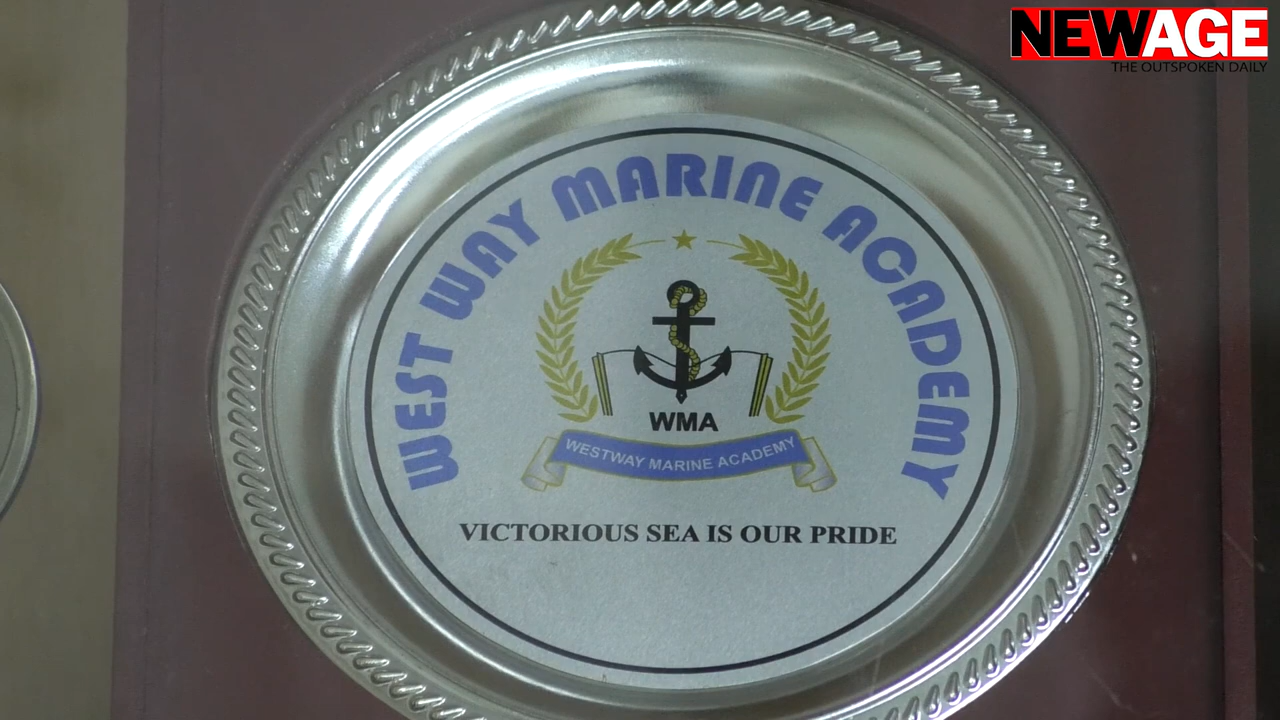 NEWAGE
THE OUTSPOKEN DAILY
WEST WAY MARINE ACADEMY
WMA
WESTWAY MARINE ACADEMY
VICTORIOUS SEA IS OUR PRIDE